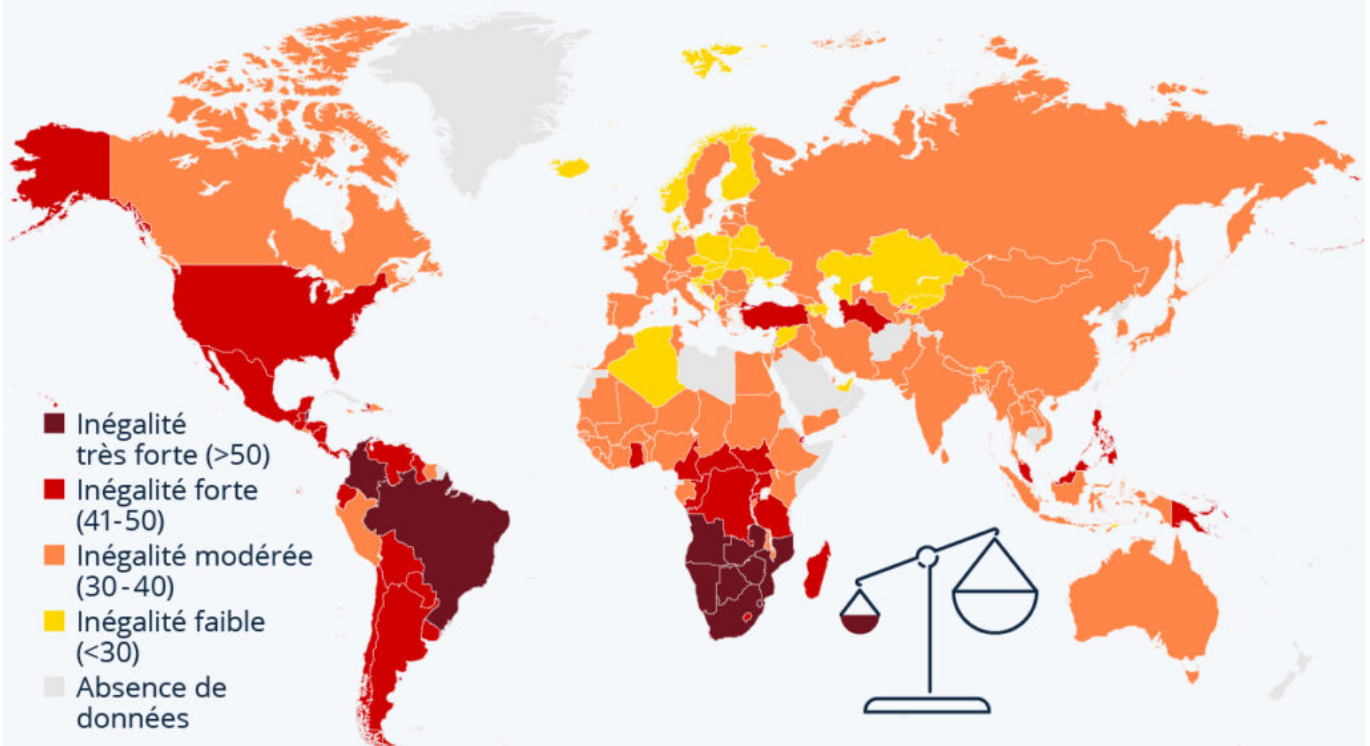 Inégalité
très forte (>50)
Inégalité forte
(41-50)
Inégalité modérée
(30-40)
Inégalité faible
(<30)
Absence de
données